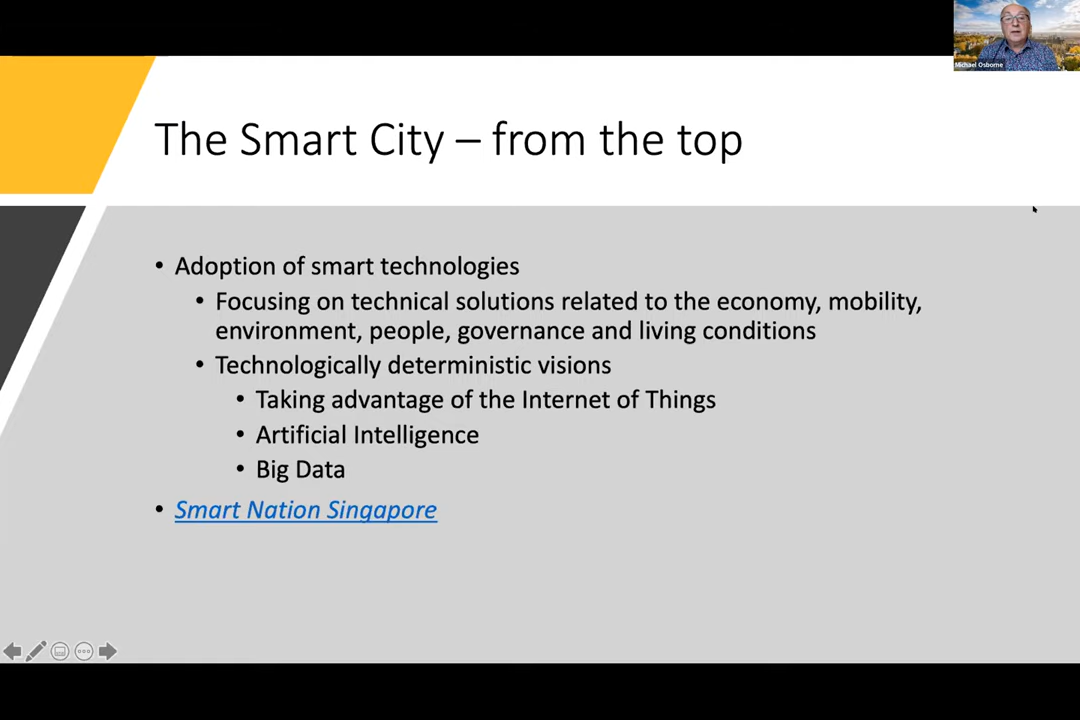 Michael Osborne
The Smart City – from the top
• Adoption of smart technologies
• Focusing on technical solutions related to the economy, mobility,
environment, people, governance and living conditions
• Technologically deterministic visions
• Taking advantage of the Internet of Things
• Artificial Intelligence
• Big Data
• Smart Nation Singapore